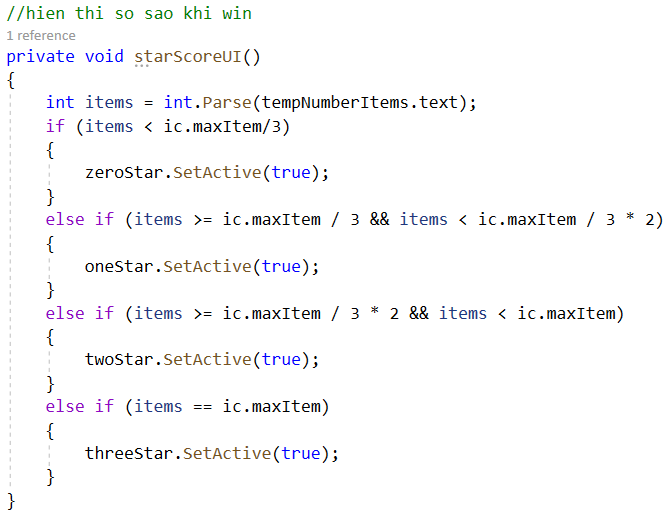 //hien thi so sao khi win
1 reference
private void starScoreUI()
{
    int items = int.Parse(tempNumberItems.text);
    if (items < ic.maxItem/3)
    {
        zeroStar.SetActive(true);
    }
    else if (items >= ic.maxItem / 3 && items < ic.maxItem / 3 * 2)
    {
        oneStar.SetActive(true);
    }
    else if (items >= ic.maxItem / 3 * 2 && items < ic.maxItem)
    {
        twoStar.SetActive(true);
    }
    else if (items == ic.maxItem)
    {
        threeStar.SetActive(true);
    }
}